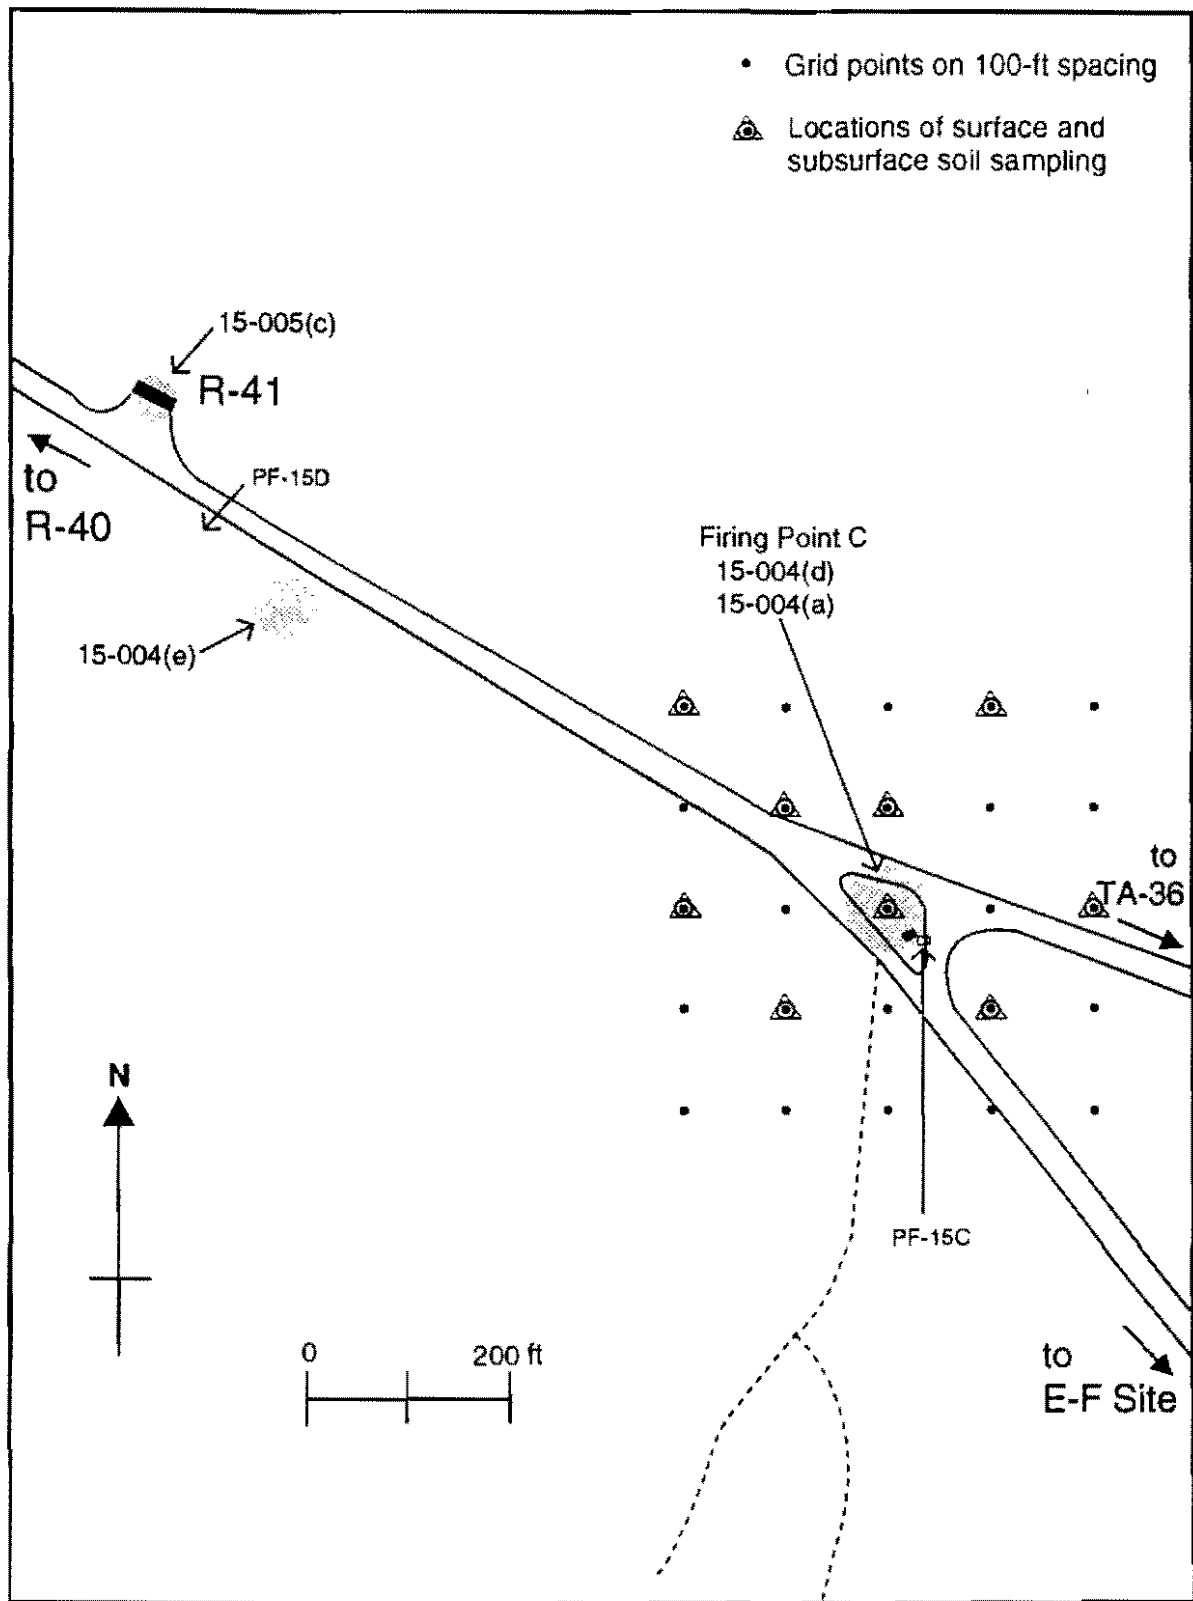 Grid points on 100-ft spacing
Locations of surface and
subsurface soil sampling
15-005(c)
R-41
to
R-40
PF-15D
Firing Point C
15-004(d)
15-004(a)
15-004(e)
to
TA-36
N
PF-15C
0 200 ft
to
E-F Site